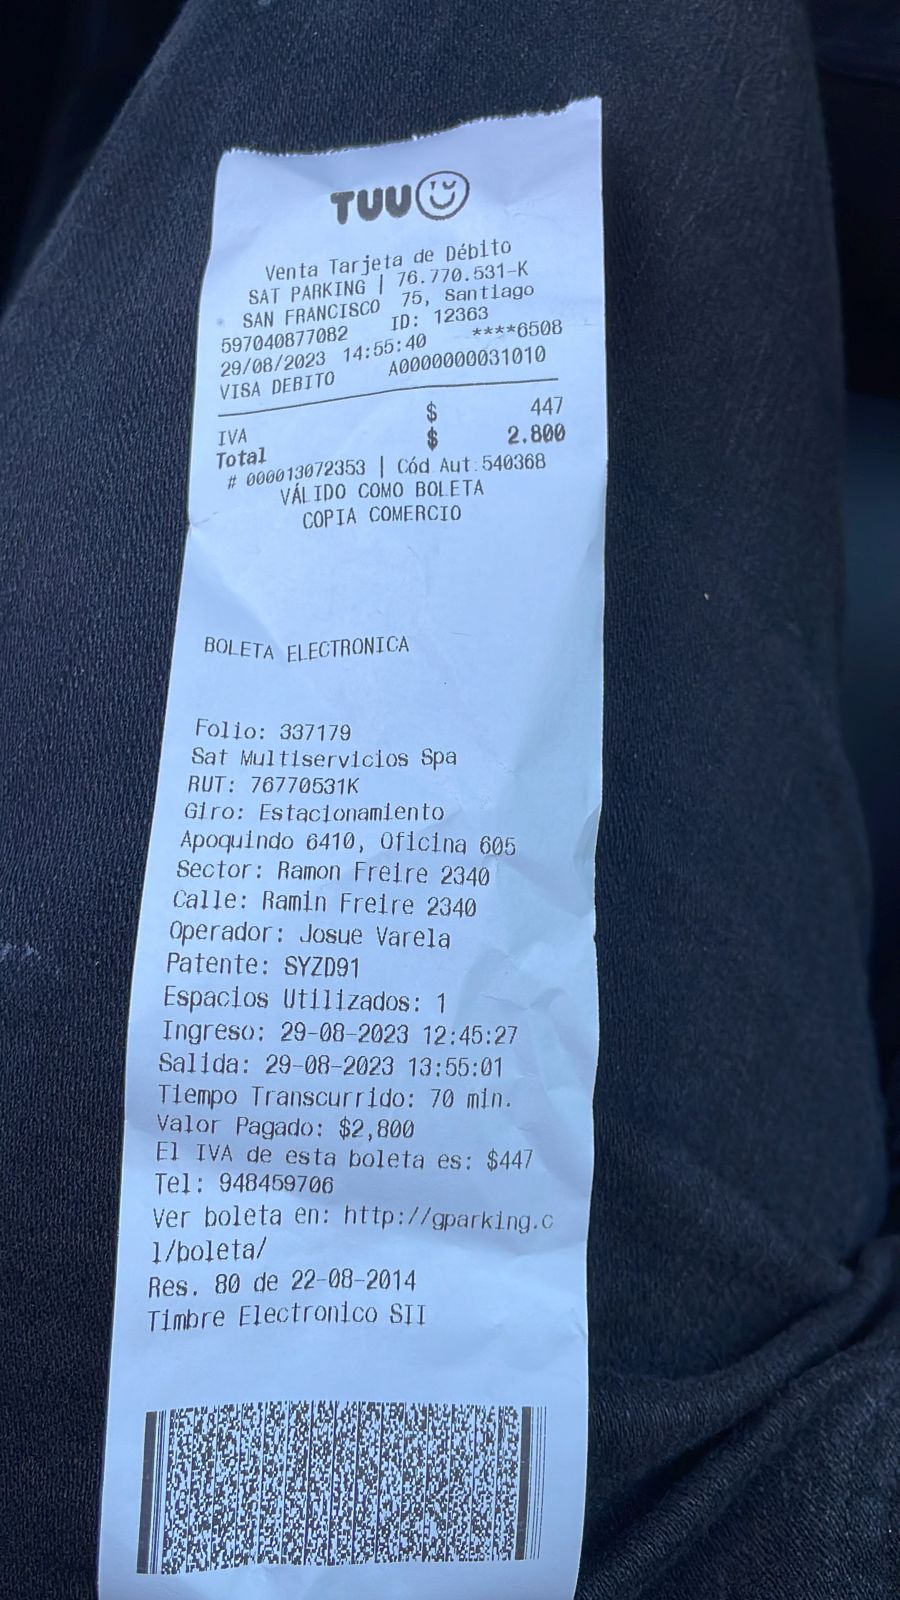 TUU
Venta Tarjeta de Débito
SAT PARKING | 76.770.531-K
SAN FRANCISCO 75, Santiago
597040877082 ID: 12363
29/08/2023 14:55:40 ****6508
VISA DEBITO A0000000031010
IVA $ 447
Total $ 2.800
# 000013072353 | Cód Aut:540368
VÁLIDO COMO BOLETA
COPIA COMERCIO
BOLETA ELECTRONICA
Folio: 337179
Sat Multiservicios Spa
RUT: 76770531K
Giro: Estacionamiento
Apoquindo 6410, Oficina 605
Sector: Ramon Freire 2340
Calle: Ramin Freire 2340
Operador: Josue Varela
Patente: SYZD91
Espacios Utilizados: 1
Ingreso: 29-08-2023 12:45:27
Salida: 29-08-2023 13:55:01
Tiempo Transcurrido: 70 min.
Valor Pagado: $2,800
El IVA de esta boleta es: $447
Tel: 948459706
Ver boleta en: http://gparking.c
l/boleta/
Res. 80 de 22-08-2014
Timbre Electronico SII